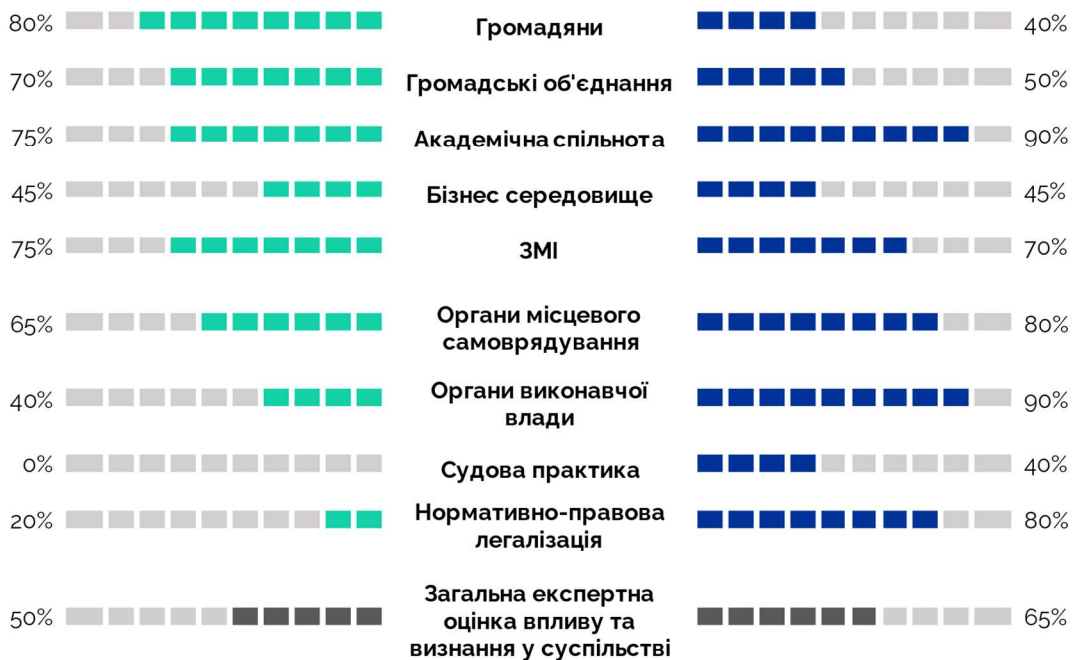 80% Громадяни 40%
70% Громадські об'єднання 50%
75% Академічна спільнота 90%
45% Бізнес середовище 45%
75% ЗМІ 70%
65% Органи місцевого самоврядування 80%
40% Органи виконавчої влади 90%
0% Судова практика 40%
20% Нормативно-правова легалізація 80%
50% Загальна експертна оцінка впливу та визнання у суспільстві 65%